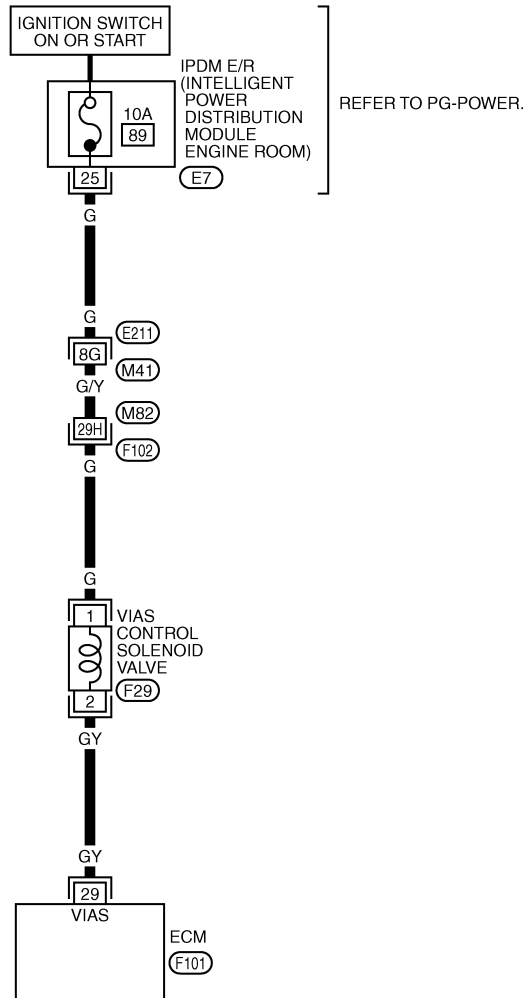 IGNITION SWITCH
ON OR START
IPDM E/R
(INTELLIGENT
POWER
DISTRIBUTION
MODULE
ENGINE ROOM)
REFER TO PG-POWER.
10A
89
25
E7
G
G
E211
8G
M41
G/Y
M82
29H
F102
G
G
1
VIAS
CONTROL
SOLENOID
VALVE
F29
2
GY
GY
29
VIAS
ECM
F101